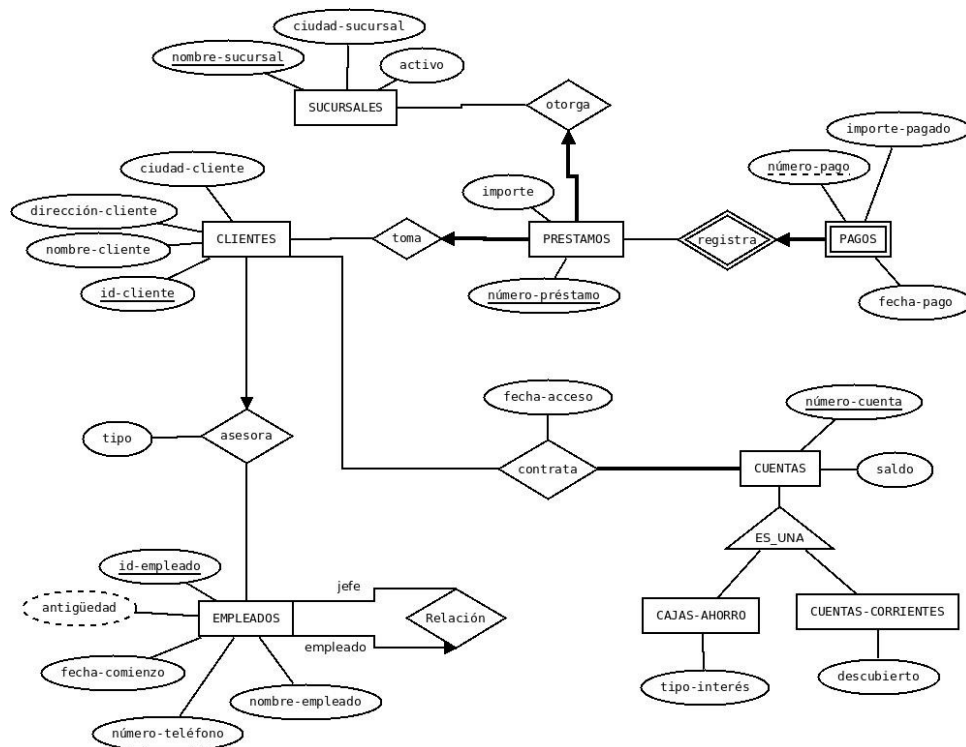 ciudad-sucursal
nombre-sucursal
activo
SUCURSALES
otorga
importe-pagado
ciudad-cliente
número-pago
importe
dirección-cliente
CLIENTES
toma
PRESTAMOS
registra
PAGOS
nombre-cliente
id-cliente
número-préstamo
fecha-pago
fecha-acceso
número-cuenta
tipo
asesora
contrata
CUENTAS
saldo
ES_UNA
id-empleado
jefe
antigüedad
EMPLEADOS
Relación
CAJAS-AHORRO
CUENTAS-CORRIENTES
empleado
fecha-comienzo
nombre-empleado
tipo-interés
descubierto
número-teléfono